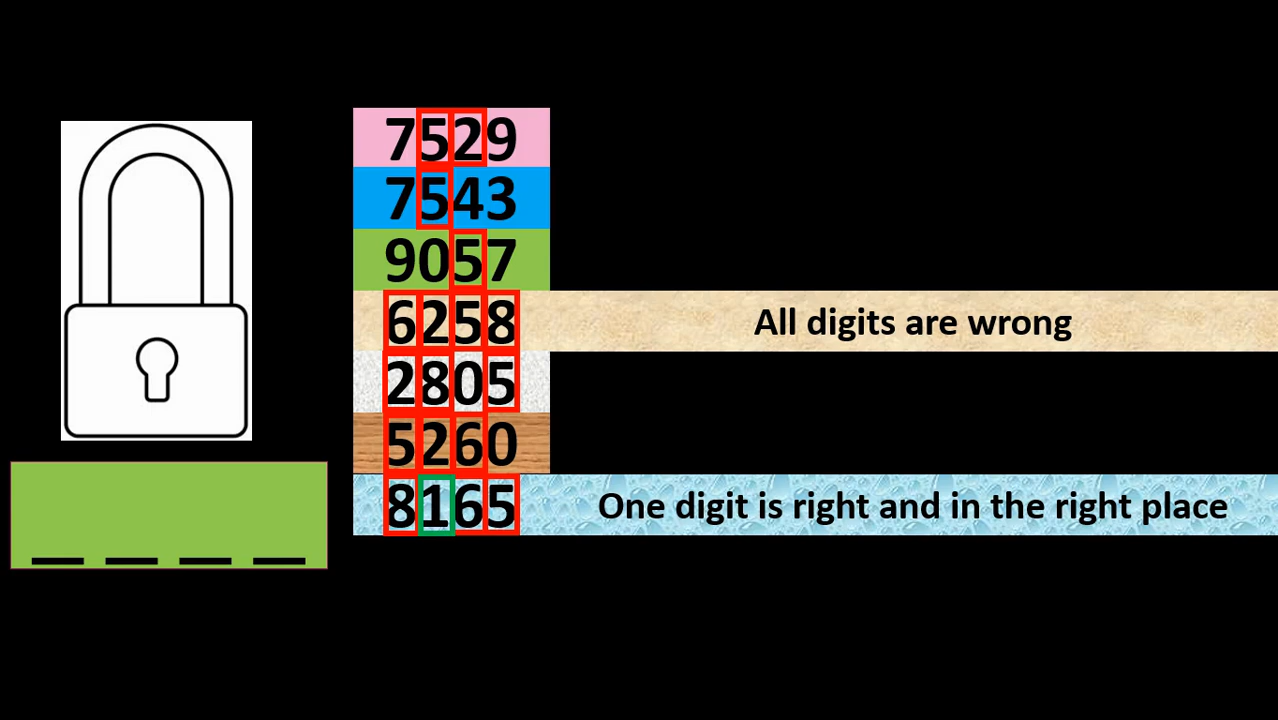 7529
7543
9057
6258 All digits are wrong
2805
5260
8165 One digit is right and in the right place